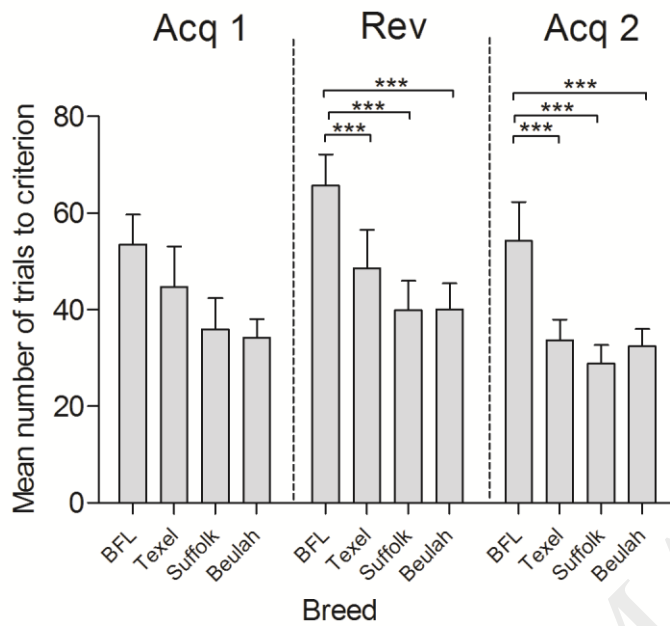 Acq 1 Rev Acq 2
***
***
***
***
***
***
80
60
40
20
0
Mean number of trials to criterion
BFL Texel Suffolk Beulah BFL Texel Suffolk Beulah BFL Texel Suffolk Beulah
Breed